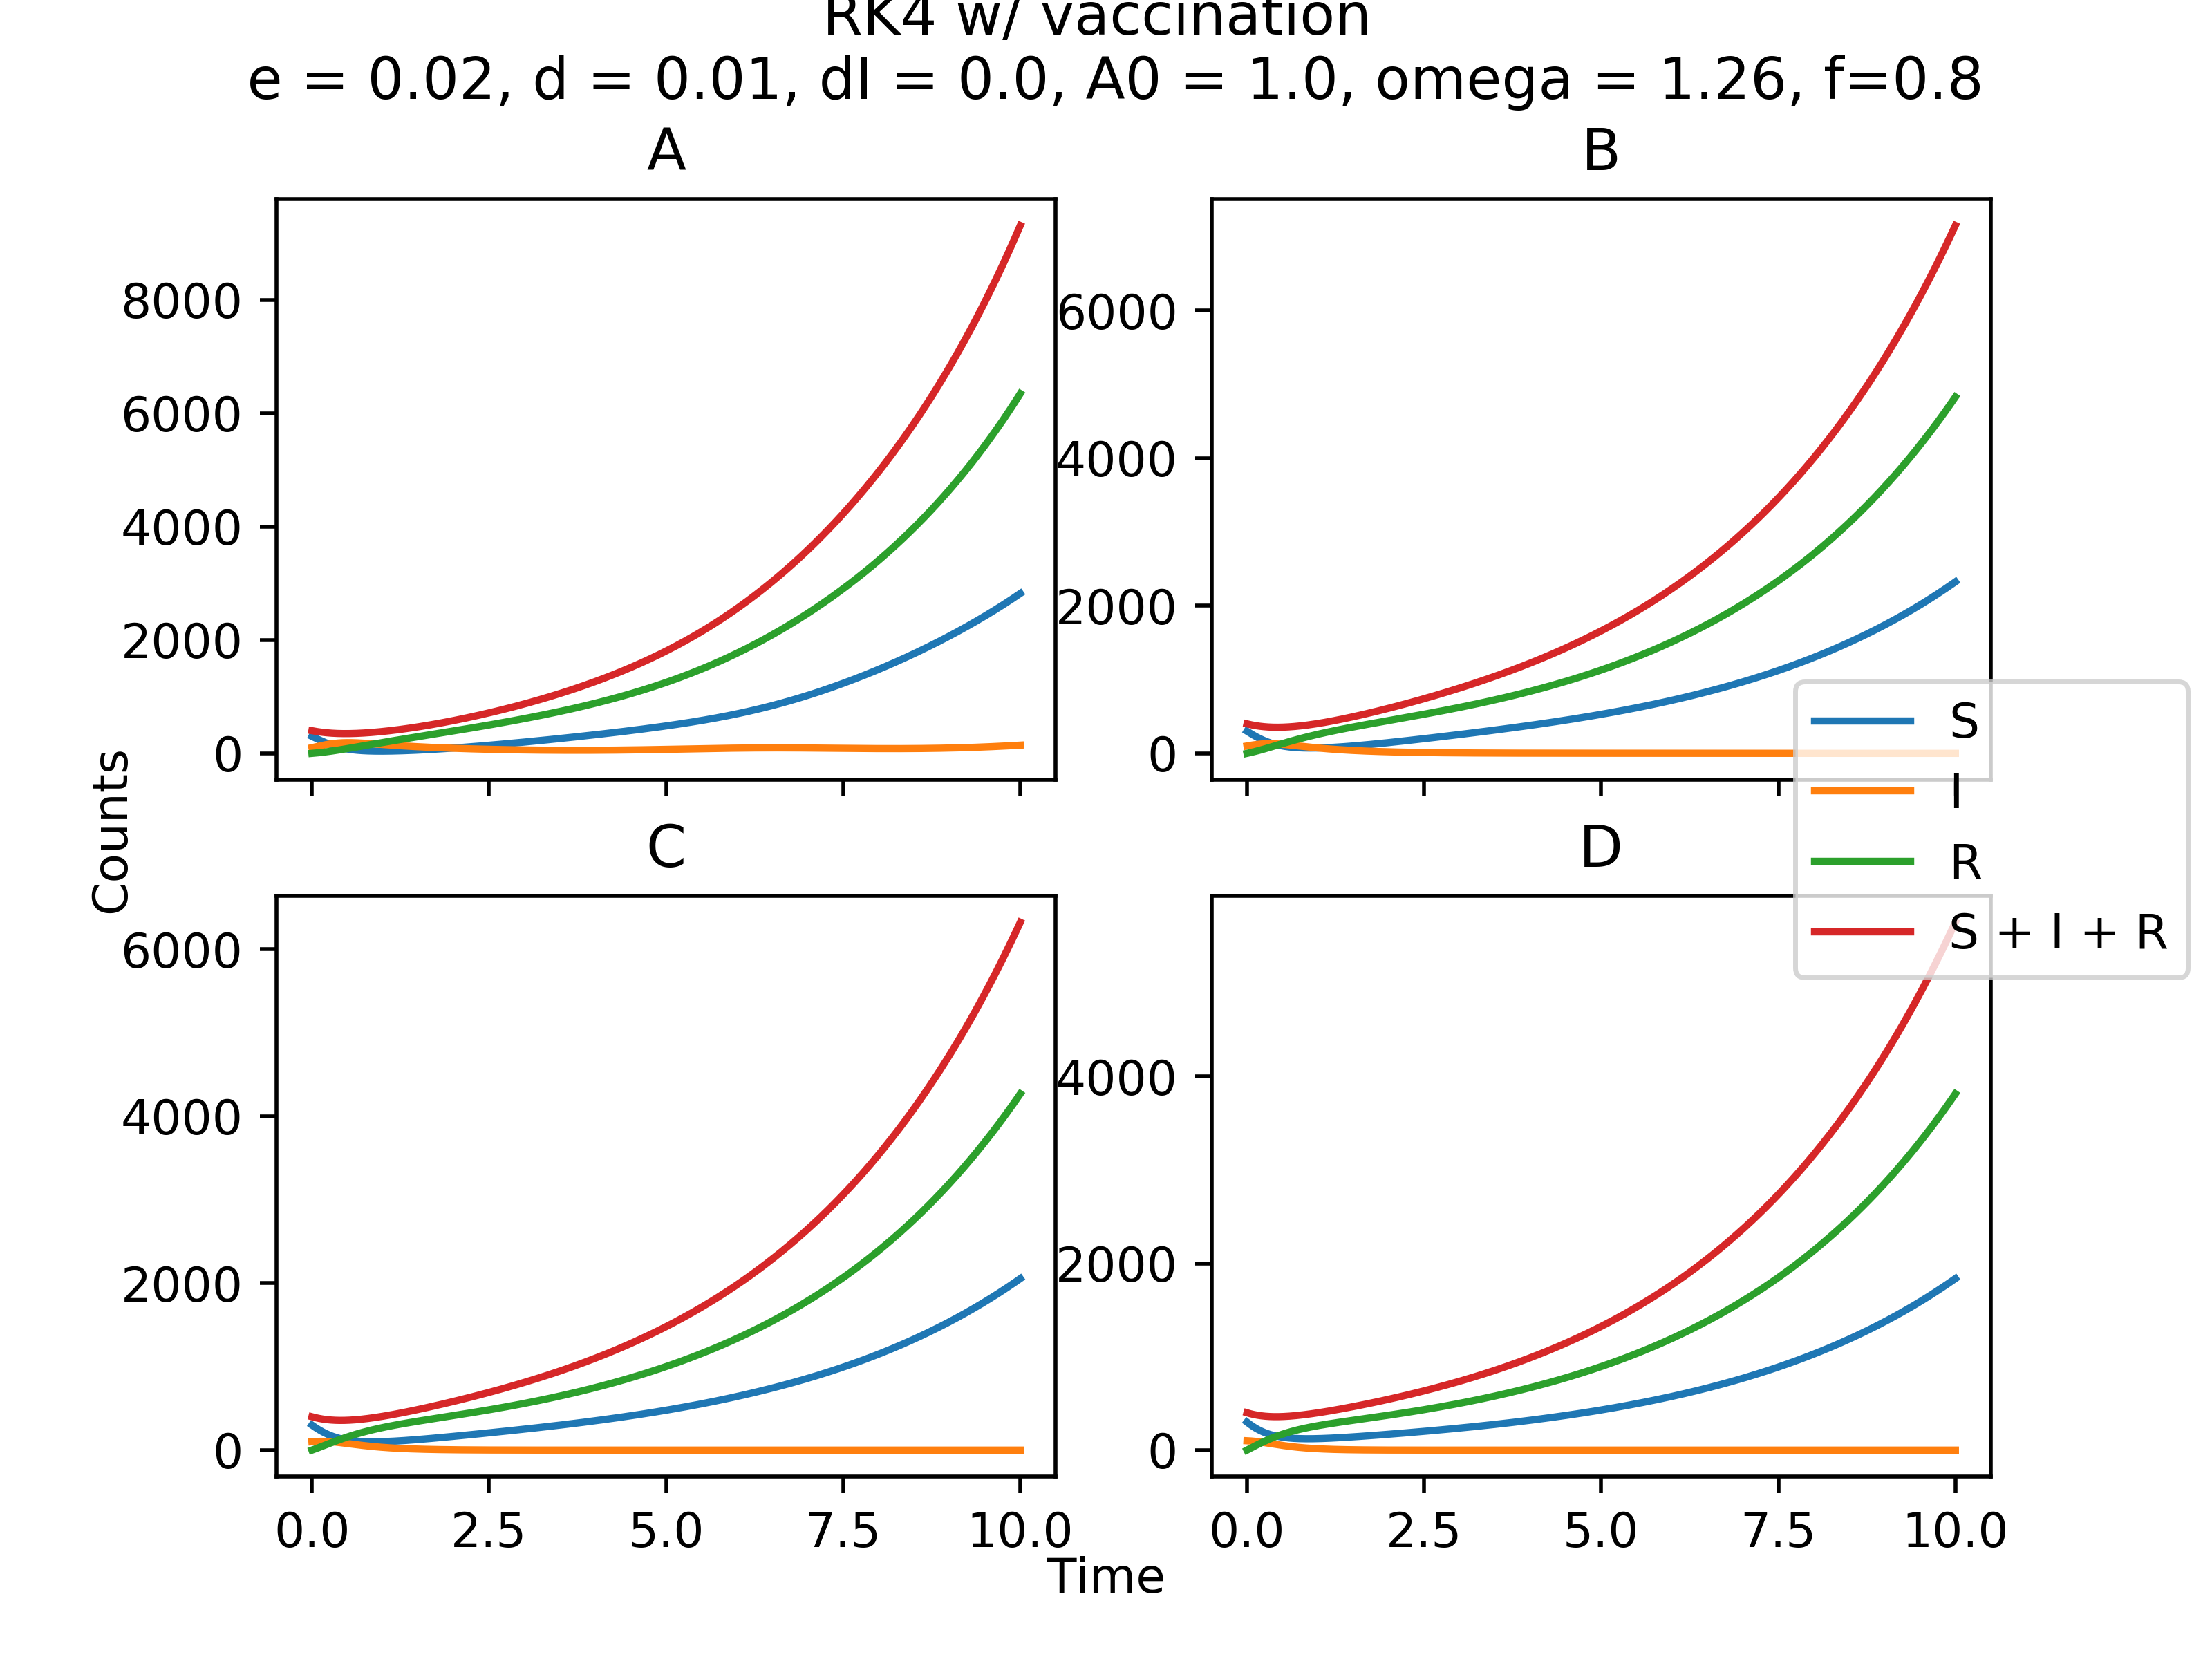 RK4 w/ vaccination
e = 0.02, d = 0.01, dI = 0.0, A0 = 1.0, omega = 1.26, f=0.8
A
8000
6000
4000
2000
0
B
6000
4000
2000
0
Counts
S
I
R
S + I + R
C
6000
4000
2000
0
0.0 2.5 5.0 7.5 10.0
D
4000
2000
0
0.0 2.5 5.0 7.5 10.0
Time